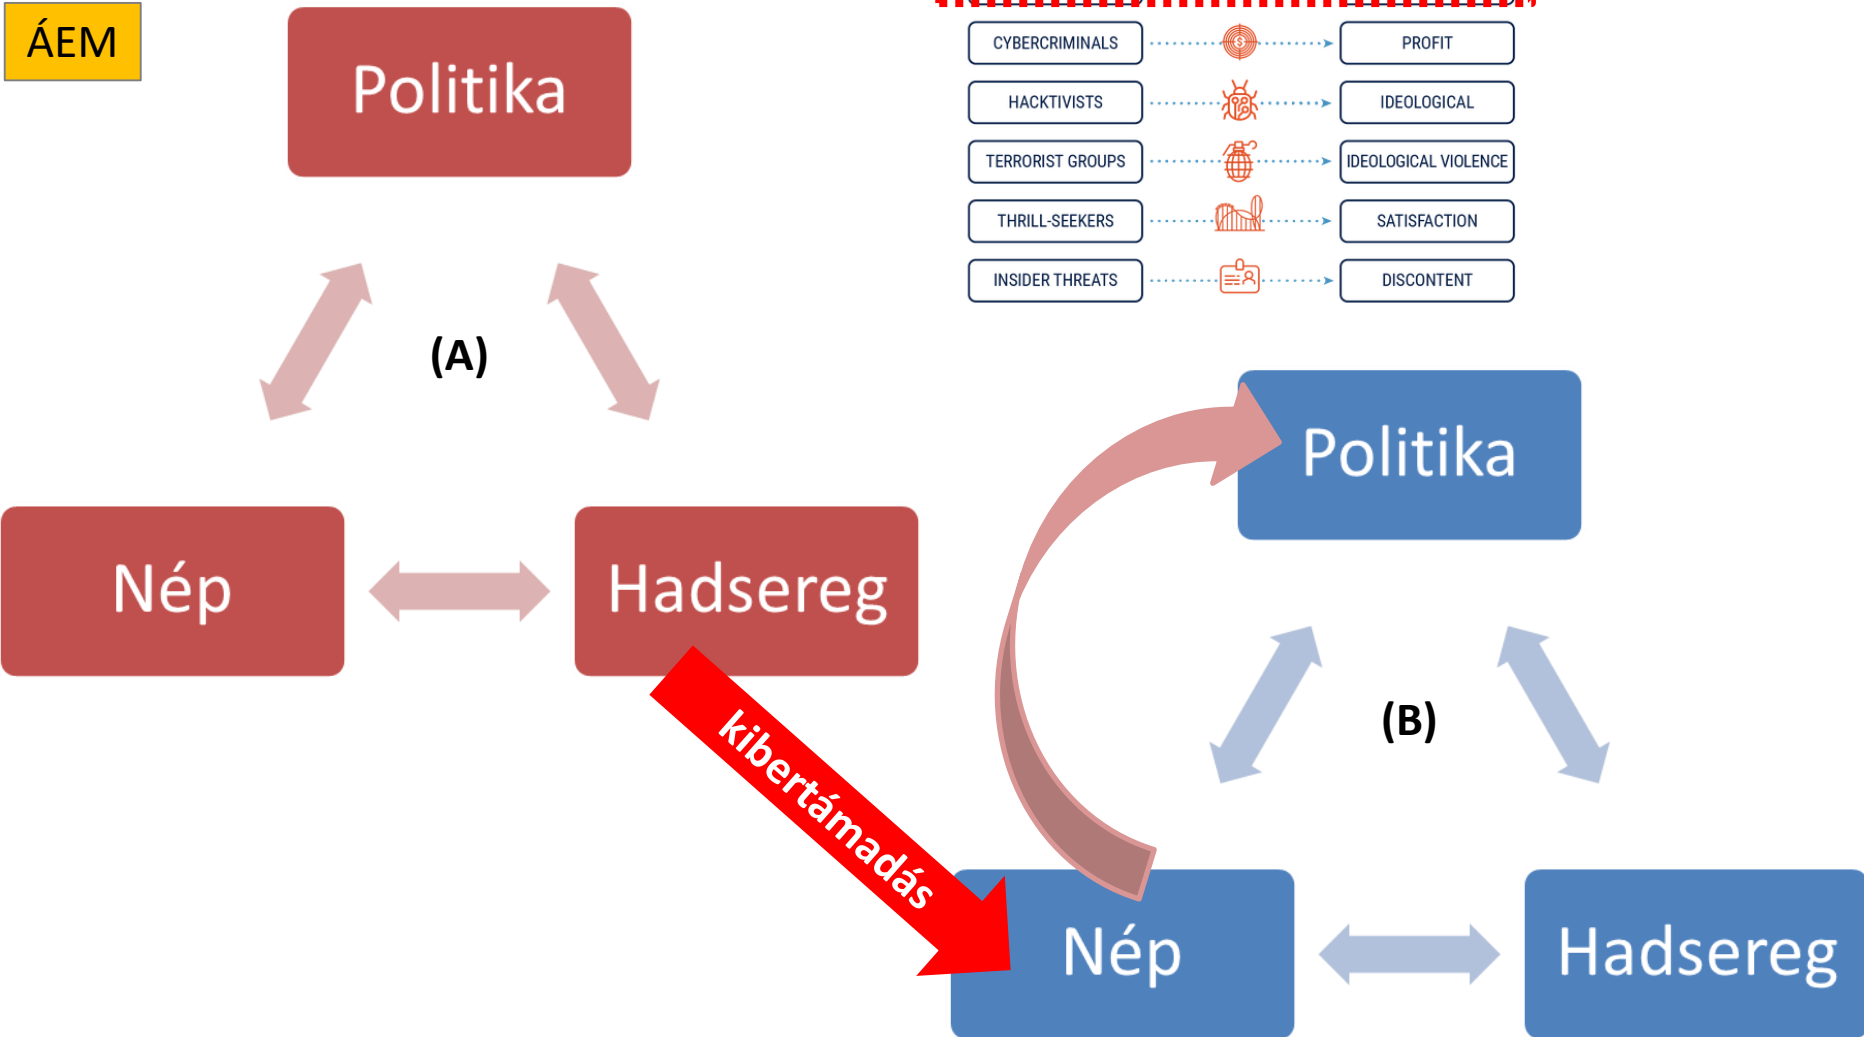 ÁEM
Politika
(A)
Nép
Hadsereg
kibertámadás
CYBERCRIMINALS
PROFIT
HACKTIVISTS
IDEOLOGICAL
TERRORIST GROUPS
IDEOLOGICAL VIOLENCE
THRILL-SEEKERS
SATISFACTION
INSIDER THREATS
DISCONTENT
Politika
(B)
Nép
Hadsereg